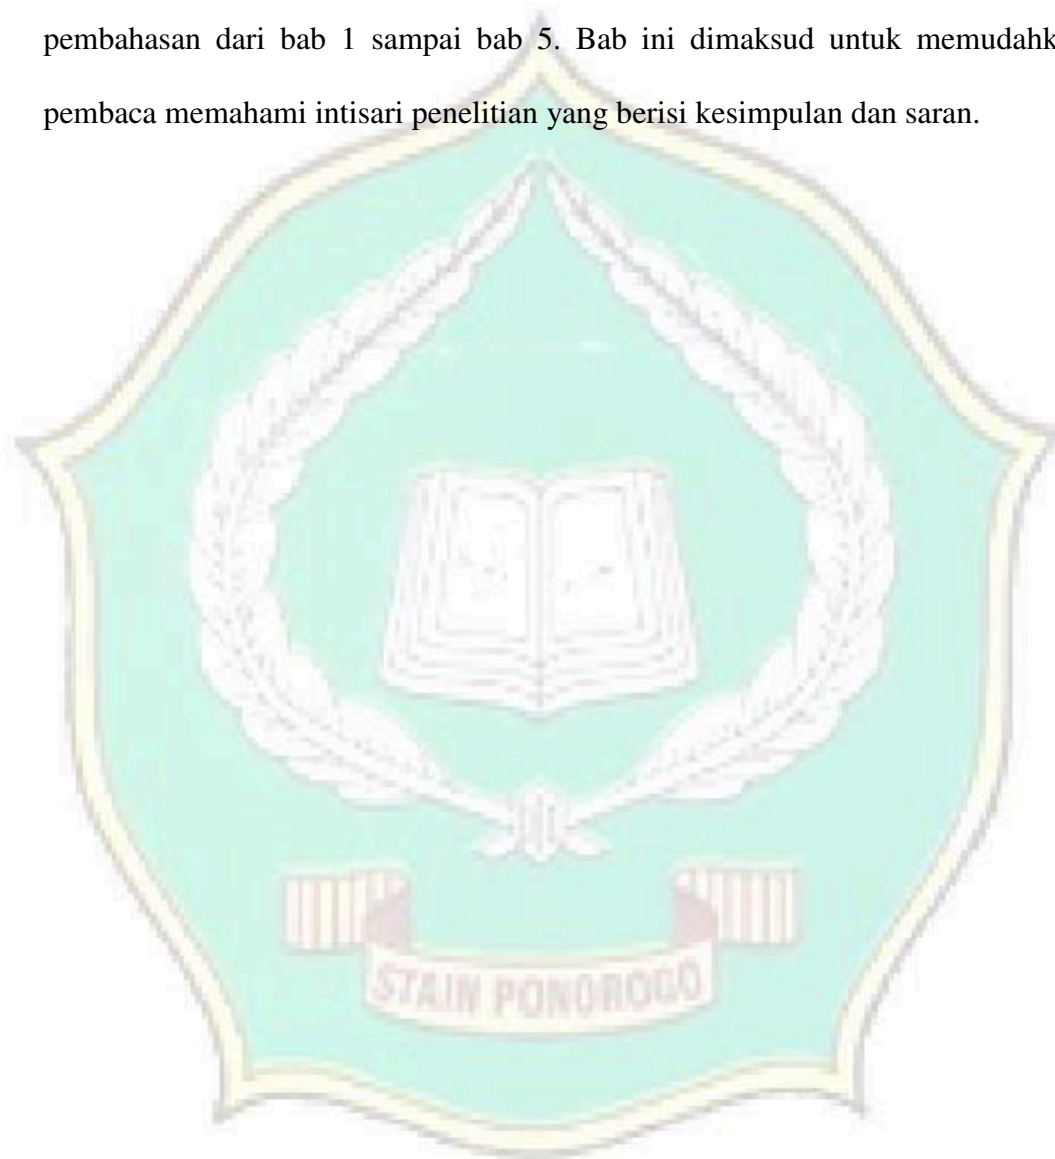 pembahasan dari bab 1 sampai bab 5. Bab ini dimaksud untuk memudahk
pembaca memahami intisari penelitian yang berisi kesimpulan dan saran.
STAIN PONOROGO